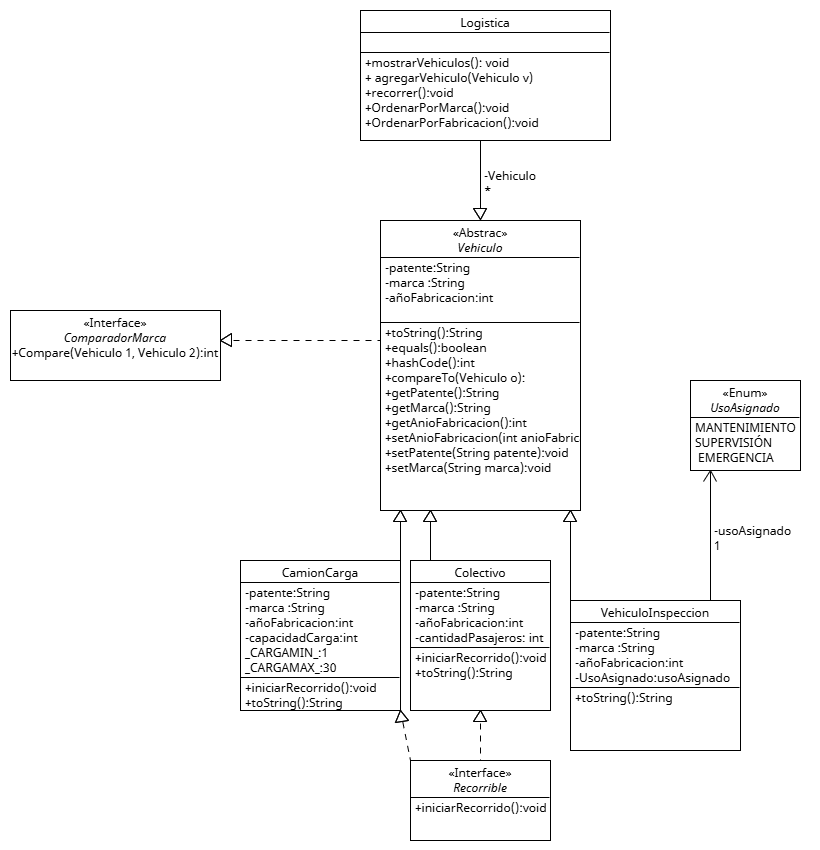 Logistica
+mostrarVehiculos(): void
+ agregarVehiculo(Vehiculo v)
+recorrer():void
+OrdenarPorMarca():void
+OrdenarPorFabricacion():void
-Vehiculo
*
«Abstrac»
Vehiculo
-patente:String
-marca :String
-añoFabricacion:int
+toString():String
+equals():boolean
+hashCode():int
+compareTo(Vehiculo o):
+getPatente():String
+getMarca():String
+getAnioFabricacion():int
+setAnioFabricacion(int anioFabric
+setPatente(String patente):void
+setMarca(String marca):void
«Interface»
ComparadorMarca
+Compare(Vehiculo 1, Vehiculo 2):int
«Enum»
UsoAsignado
MANTENIMIENTO
SUPERVISIÓN
EMERGENCIA
-usoAsignado
1
CamionCarga
-patente:String
-marca :String
-añoFabricacion:int
-capacidadCarga:int
_CARGAMIN_:1
_CARGAMAX_:30
+iniciarRecorrido():void
+toString():String
Colectivo
-patente:String
-marca :String
-añoFabricacion:int
-cantidadPasajeros: int
+iniciarRecorrido():void
+toString():String
VehiculoInspeccion
-patente:String
-marca :String
-añoFabricacion:int
-UsoAsignado:usoAsignado
+toString():String
«Interface»
Recorrible
+iniciarRecorrido():void